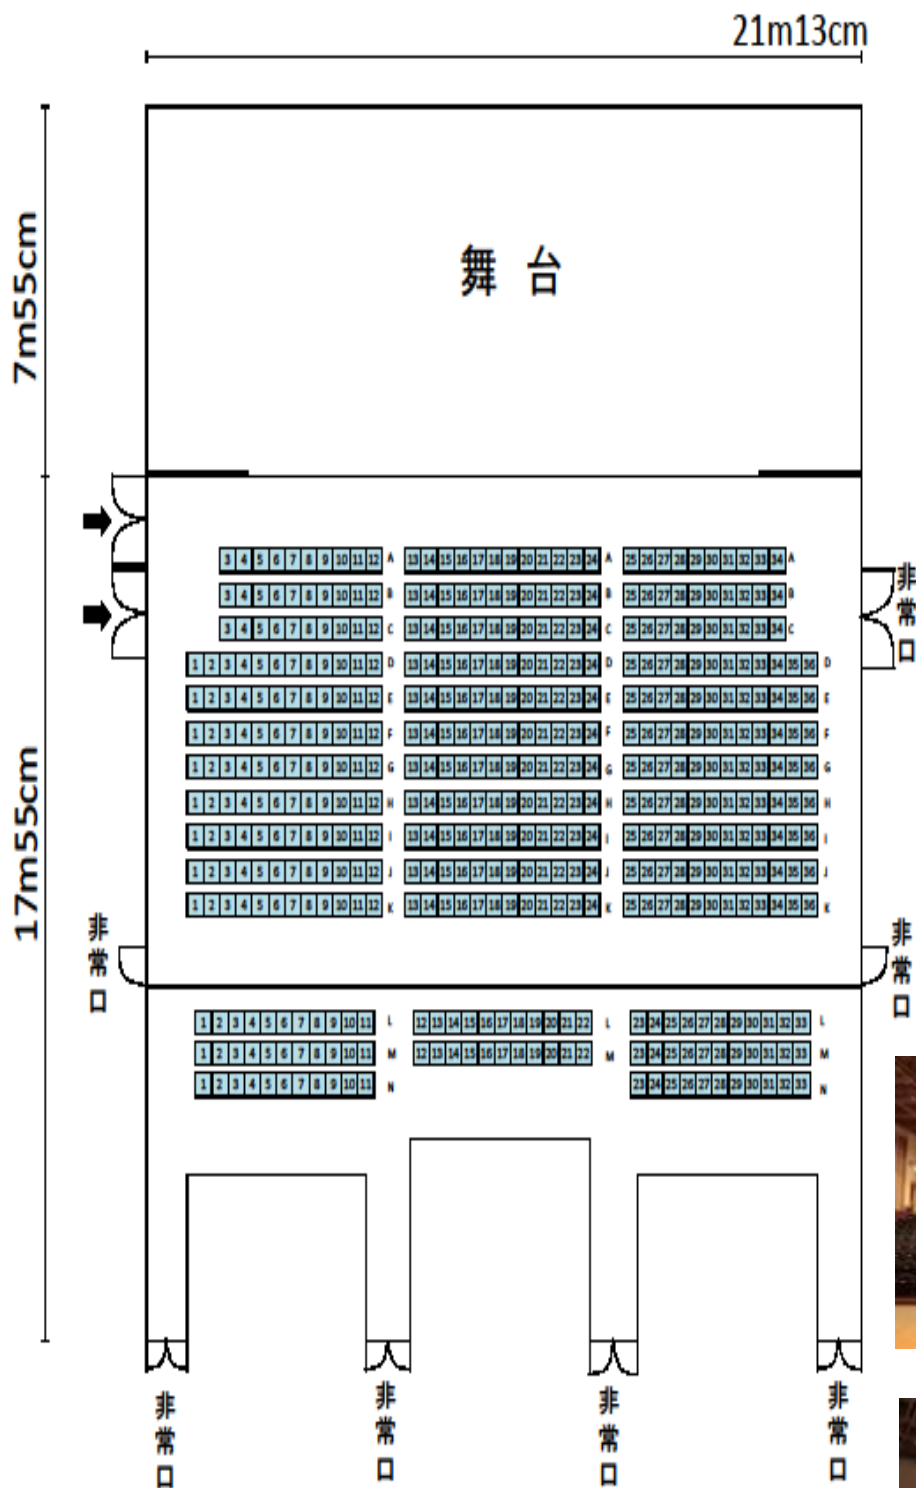 21m13cm
7m55cm
舞台
3 4 5 6 7 8 9 10 11 12 A 13 14 15 16 17 18 19 20 21 22 23 24 A 25 26 27 28 29 30 31 32 33 34 A
3 4 5 6 7 8 9 10 11 12 B 13 14 15 16 17 18 19 20 21 22 23 24 B 25 26 27 28 29 30 31 32 33 34 B
3 4 5 6 7 8 9 10 11 12 C 13 14 15 16 17 18 19 20 21 22 23 24 C 25 26 27 28 29 30 31 32 33 34 C
非常口
1 2 3 4 5 6 7 8 9 10 11 12 D 13 14 15 16 17 18 19 20 21 22 23 24 D 25 26 27 28 29 30 31 32 33 34 35 36 D
1 2 3 4 5 6 7 8 9 10 11 12 E 13 14 15 16 17 18 19 20 21 22 23 24 E 25 26 27 28 29 30 31 32 33 34 35 36 E
1 2 3 4 5 6 7 8 9 10 11 12 F 13 14 15 16 17 18 19 20 21 22 23 24 F 25 26 27 28 29 30 31 32 33 34 35 36 F
1 2 3 4 5 6 7 8 9 10 11 12 G 13 14 15 16 17 18 19 20 21 22 23 24 G 25 26 27 28 29 30 31 32 33 34 35 36 G
1 2 3 4 5 6 7 8 9 10 11 12 H 13 14 15 16 17 18 19 20 21 22 23 24 H 25 26 27 28 29 30 31 32 33 34 35 36 H
1 2 3 4 5 6 7 8 9 10 11 12 I 13 14 15 16 17 18 19 20 21 22 23 24 I 25 26 27 28 29 30 31 32 33 34 35 36 I
1 2 3 4 5 6 7 8 9 10 11 12 J 13 14 15 16 17 18 19 20 21 22 23 24 J 25 26 27 28 29 30 31 32 33 34 35 36 J
1 2 3 4 5 6 7 8 9 10 11 12 K 13 14 15 16 17 18 19 20 21 22 23 24 K 25 26 27 28 29 30 31 32 33 34 35 36 K
17m55cm
非常口
非常口
1 2 3 4 5 6 7 8 9 10 11 L 12 13 14 15 16 17 18 19 20 21 22 L 23 24 25 26 27 28 29 30 31 32 33 L
1 2 3 4 5 6 7 8 9 10 11 M 12 13 14 15 16 17 18 19 20 21 22 M 23 24 25 26 27 28 29 30 31 32 33 M
1 2 3 4 5 6 7 8 9 10 11 N 23 24 25 26 27 28 29 30 31 32 33 N
非常口
非常口
非常口
非常口